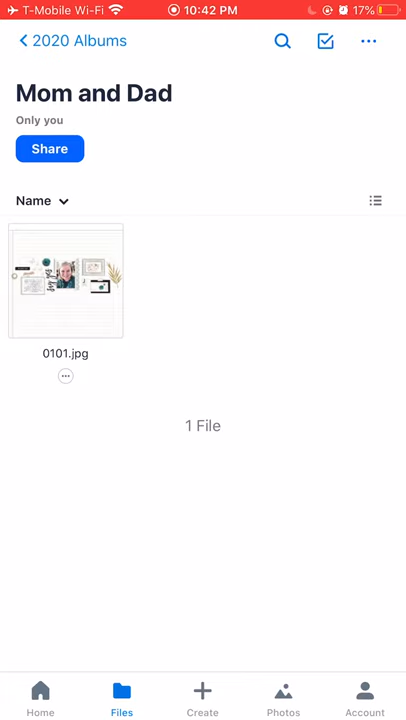 T-Mobile Wi-Fi 10:42 PM 17%
2020 Albums
Mom and Dad
Only you
Share
Name
0101.jpg
1 File
Home Files Create Photos Account